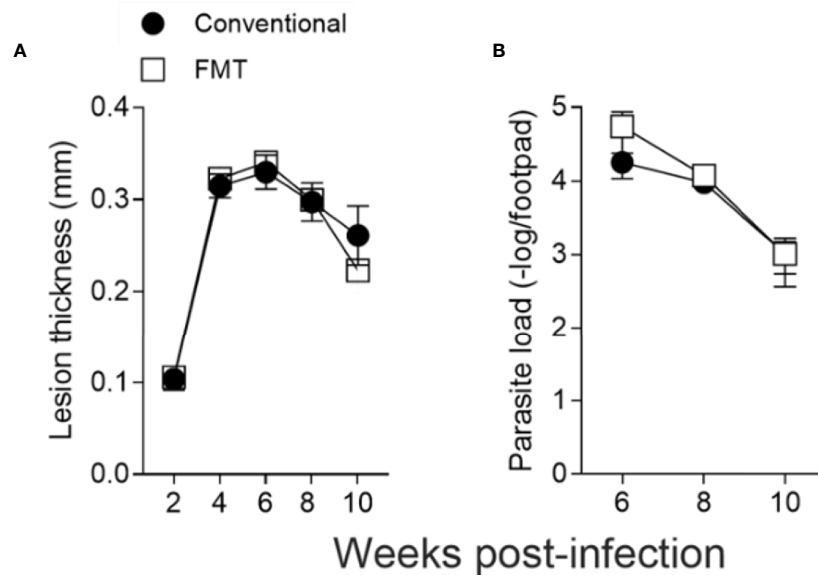 Conventional
FMT
A
B
Lesion thickness (mm)
0.4
0.3
0.2
0.1
0.0
2 4 6 8 10
Parasite load (-log/footpad)
5
4
3
2
1
0
6 8 10
Weeks post-infection